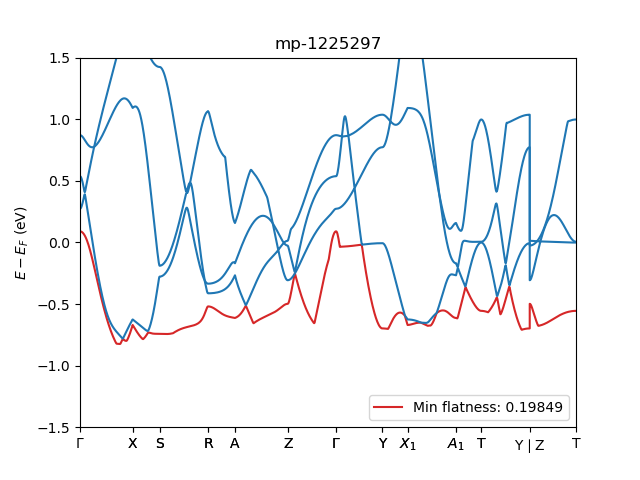 mp-1225297
E − E_F (eV)
1.5
1.0
0.5
0.0
−0.5
−1.0
−1.5
Min flatness: 0.19849
Γ X S R A Z Γ Y X₁ A₁ T Y | Z T